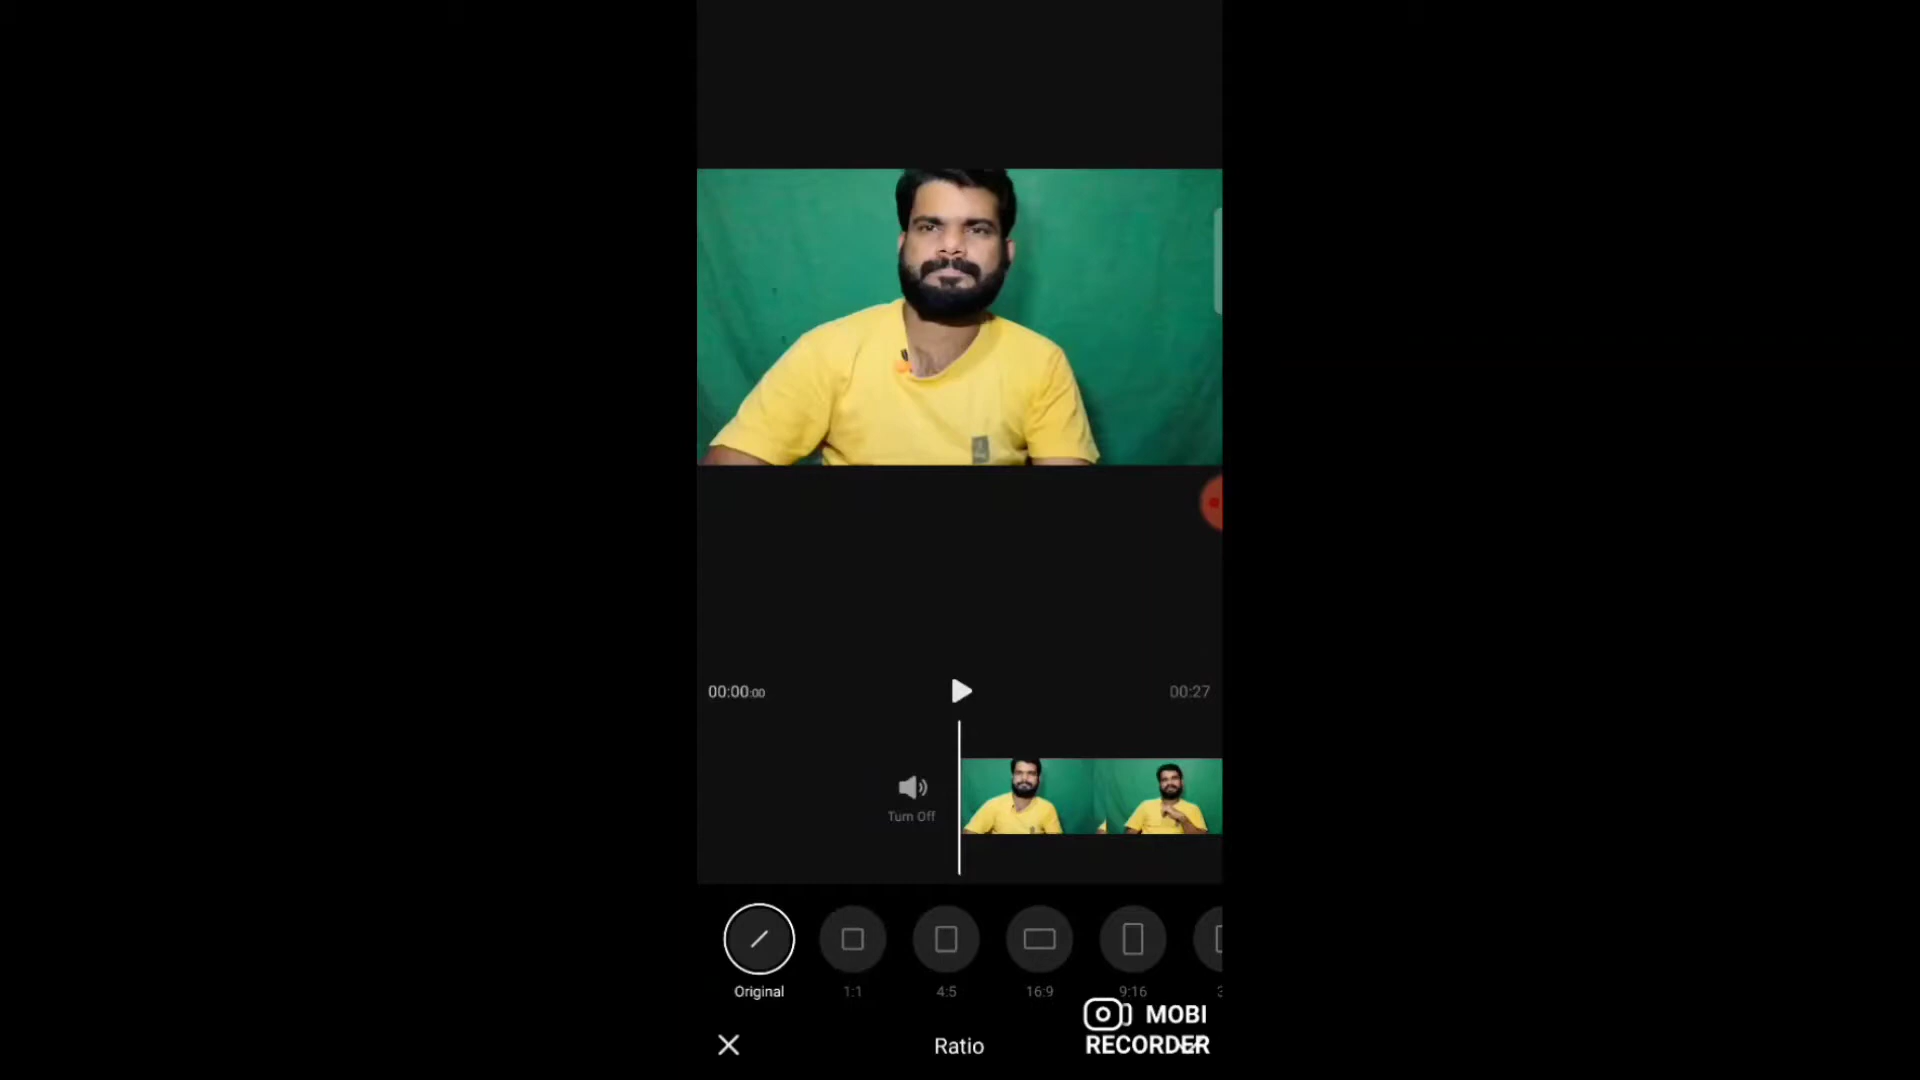 00:00:00
00:27
Turn Off
Original
1:1
4:5
16:9
9:16
Ratio
MOBI
RECORDER